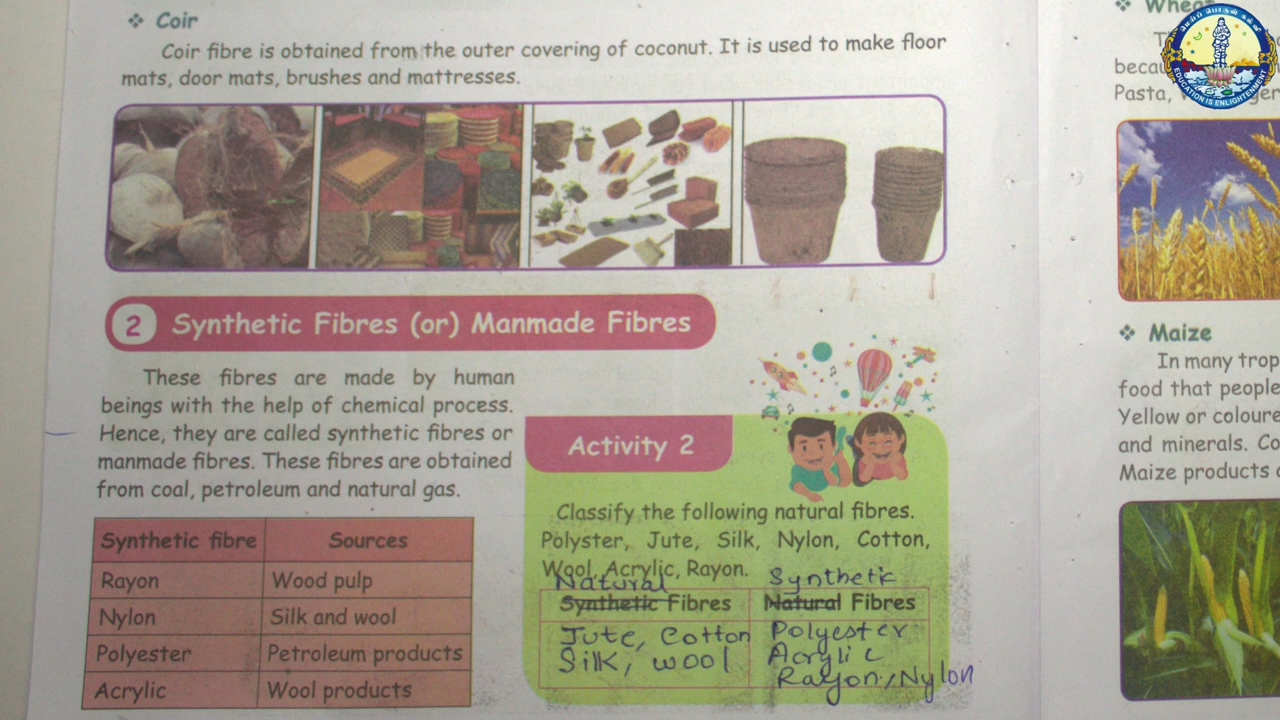 ❖ Coir
Coir fibre is obtained from the outer covering of coconut. It is used to make floor
mats, door mats, brushes and mattresses.
2 Synthetic Fibres (or) Manmade Fibres
These fibres are made by human
beings with the help of chemical process.
Hence, they are called synthetic fibres or
manmade fibres. These fibres are obtained
from coal, petroleum and natural gas.
Synthetic fibre Sources
Rayon Wood pulp
Nylon Silk and wool
Polyester Petroleum products
Acrylic Wool products
Activity 2
Classify the following natural fibres.
Polyster, Jute, Silk, Nylon, Cotton,
Wool, Acrylic, Rayon.
Natural Synthetic
Synthetic Fibres Natural Fibres
Jute, Cotton Polyester
Silk, wool Acrylic
Rayon, Nylon
❖ Wheat
becau
Pasta,
❖ Maize
In many trop
food that people
Yellow or coloure
and minerals. Co
Maize products
மெய்ப் பொருள் கல்வி
EDUCATION IS ENLIGHTENMENT